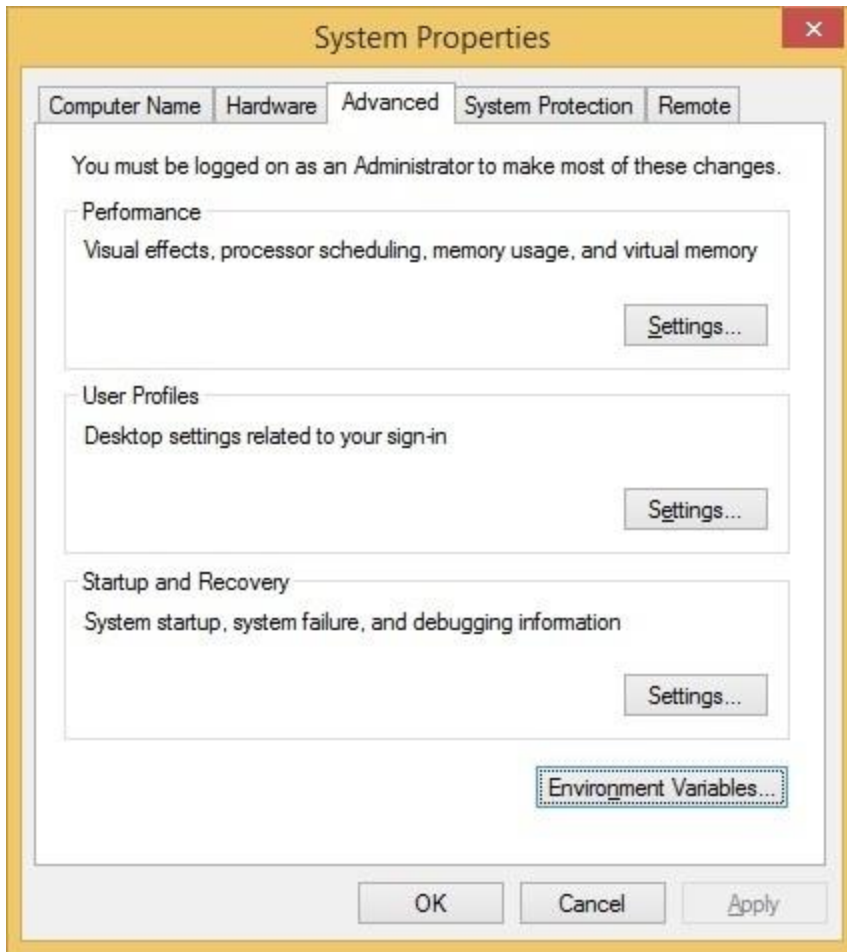 System Properties
Computer Name Hardware Advanced System Protection Remote
You must be logged on as an Administrator to make most of these changes.
Performance
Visual effects, processor scheduling, memory usage, and virtual memory
Settings...
User Profiles
Desktop settings related to your sign-in
Settings...
Startup and Recovery
System startup, system failure, and debugging information
Settings...
Environment Variables...
OK Cancel Apply